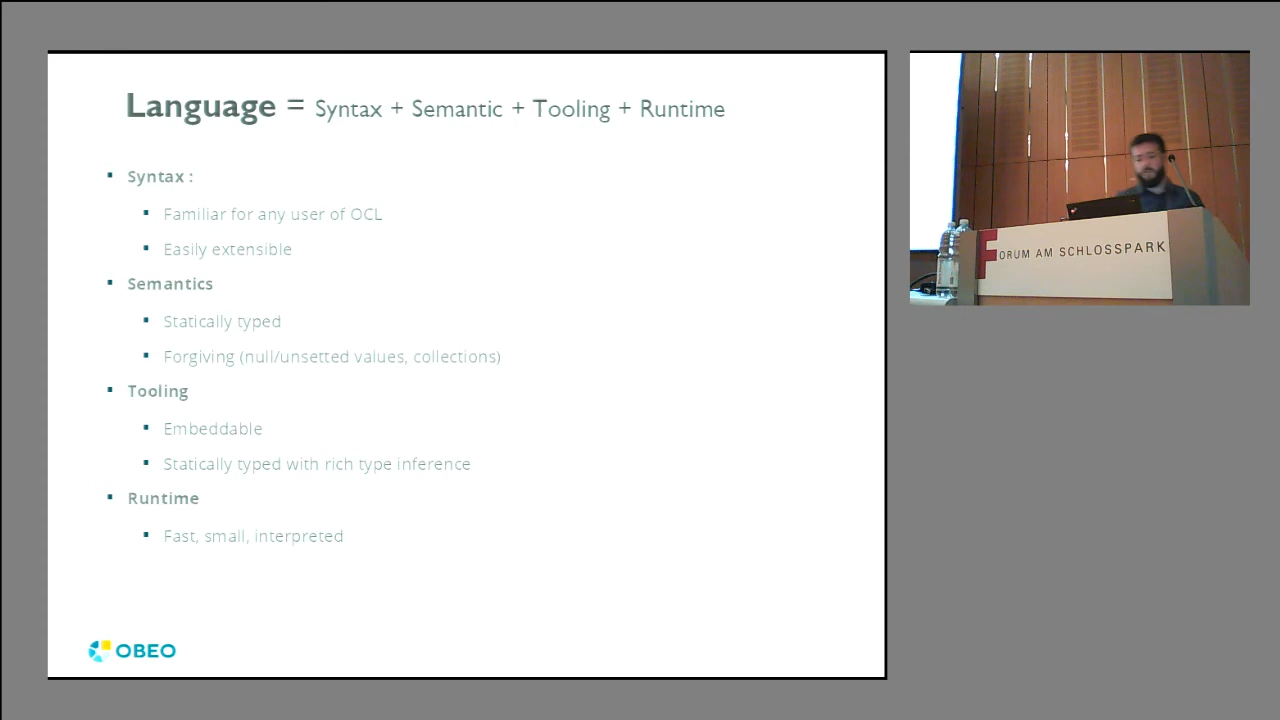 Language = Syntax + Semantic + Tooling + Runtime
Syntax :
Familiar for any user of OCL
Easily extensible
Semantics
Statically typed
Forgiving (null/unsetted values, collections)
Tooling
Embeddable
Statically typed with rich type inference
Runtime
Fast, small, interpreted
OBEO
FORUM AM SCHLOSSPARK